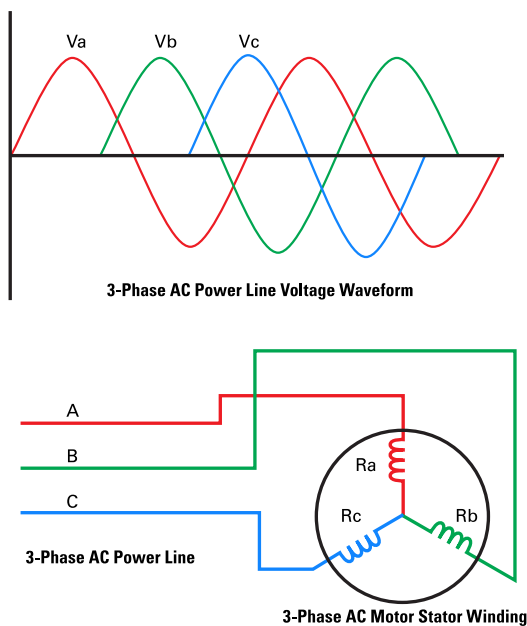 Va Vb Vc
3-Phase AC Power Line Voltage Waveform
A
B
C
Ra
Rc Rb
3-Phase AC Power Line
3-Phase AC Motor Stator Winding